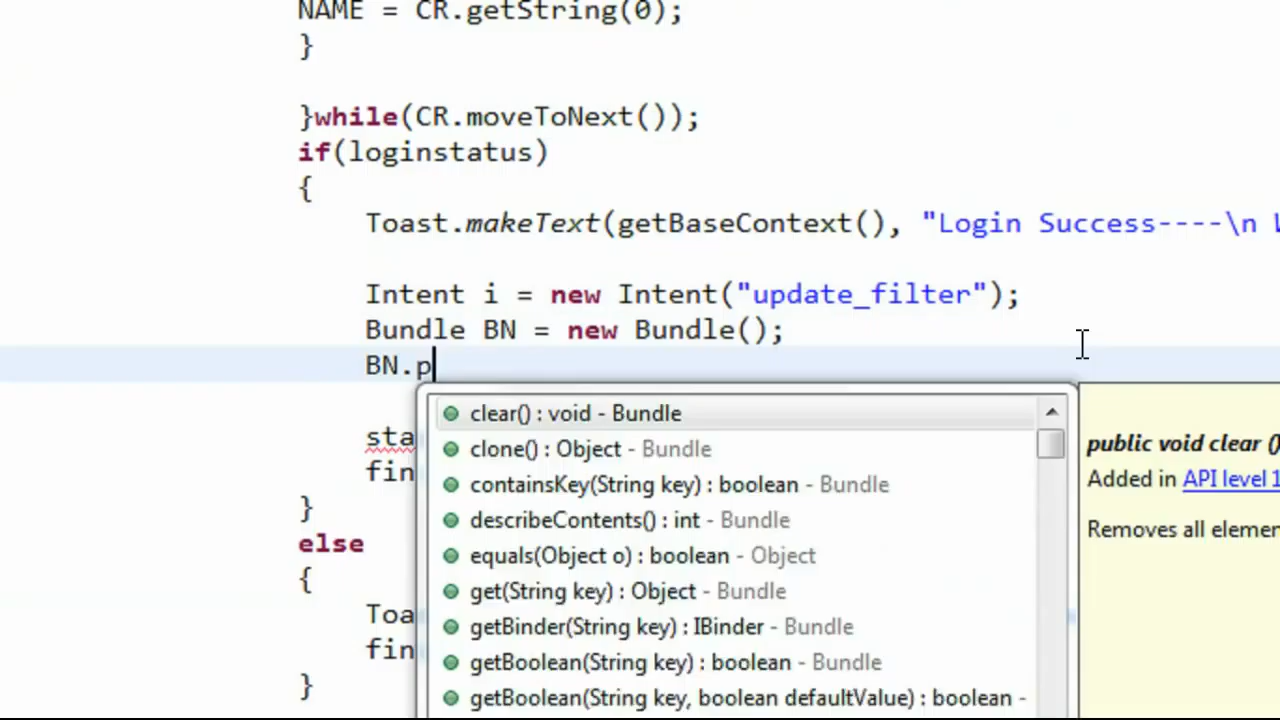 NAME = CR.getString(0);
}
}while(CR.moveToNext());
if(loginstatus)
{
Toast.makeText(getBaseContext(), "Login Success----\n
Intent i = new Intent("update_filter");
Bundle BN = new Bundle();
BN.p
clear() : void - Bundle
public void clear ()
clone() : Object - Bundle
Added in API level 1
containsKey(String key) : boolean - Bundle
describeContents() : int - Bundle
Removes all elemen
equals(Object o) : boolean - Object
get(String key) : Object - Bundle
getBinder(String key) : IBinder - Bundle
getBoolean(String key) : boolean - Bundle
getBoolean(String key, boolean defaultValue) : boolean -
sta
fin
}
else
{
Toa
fin
}